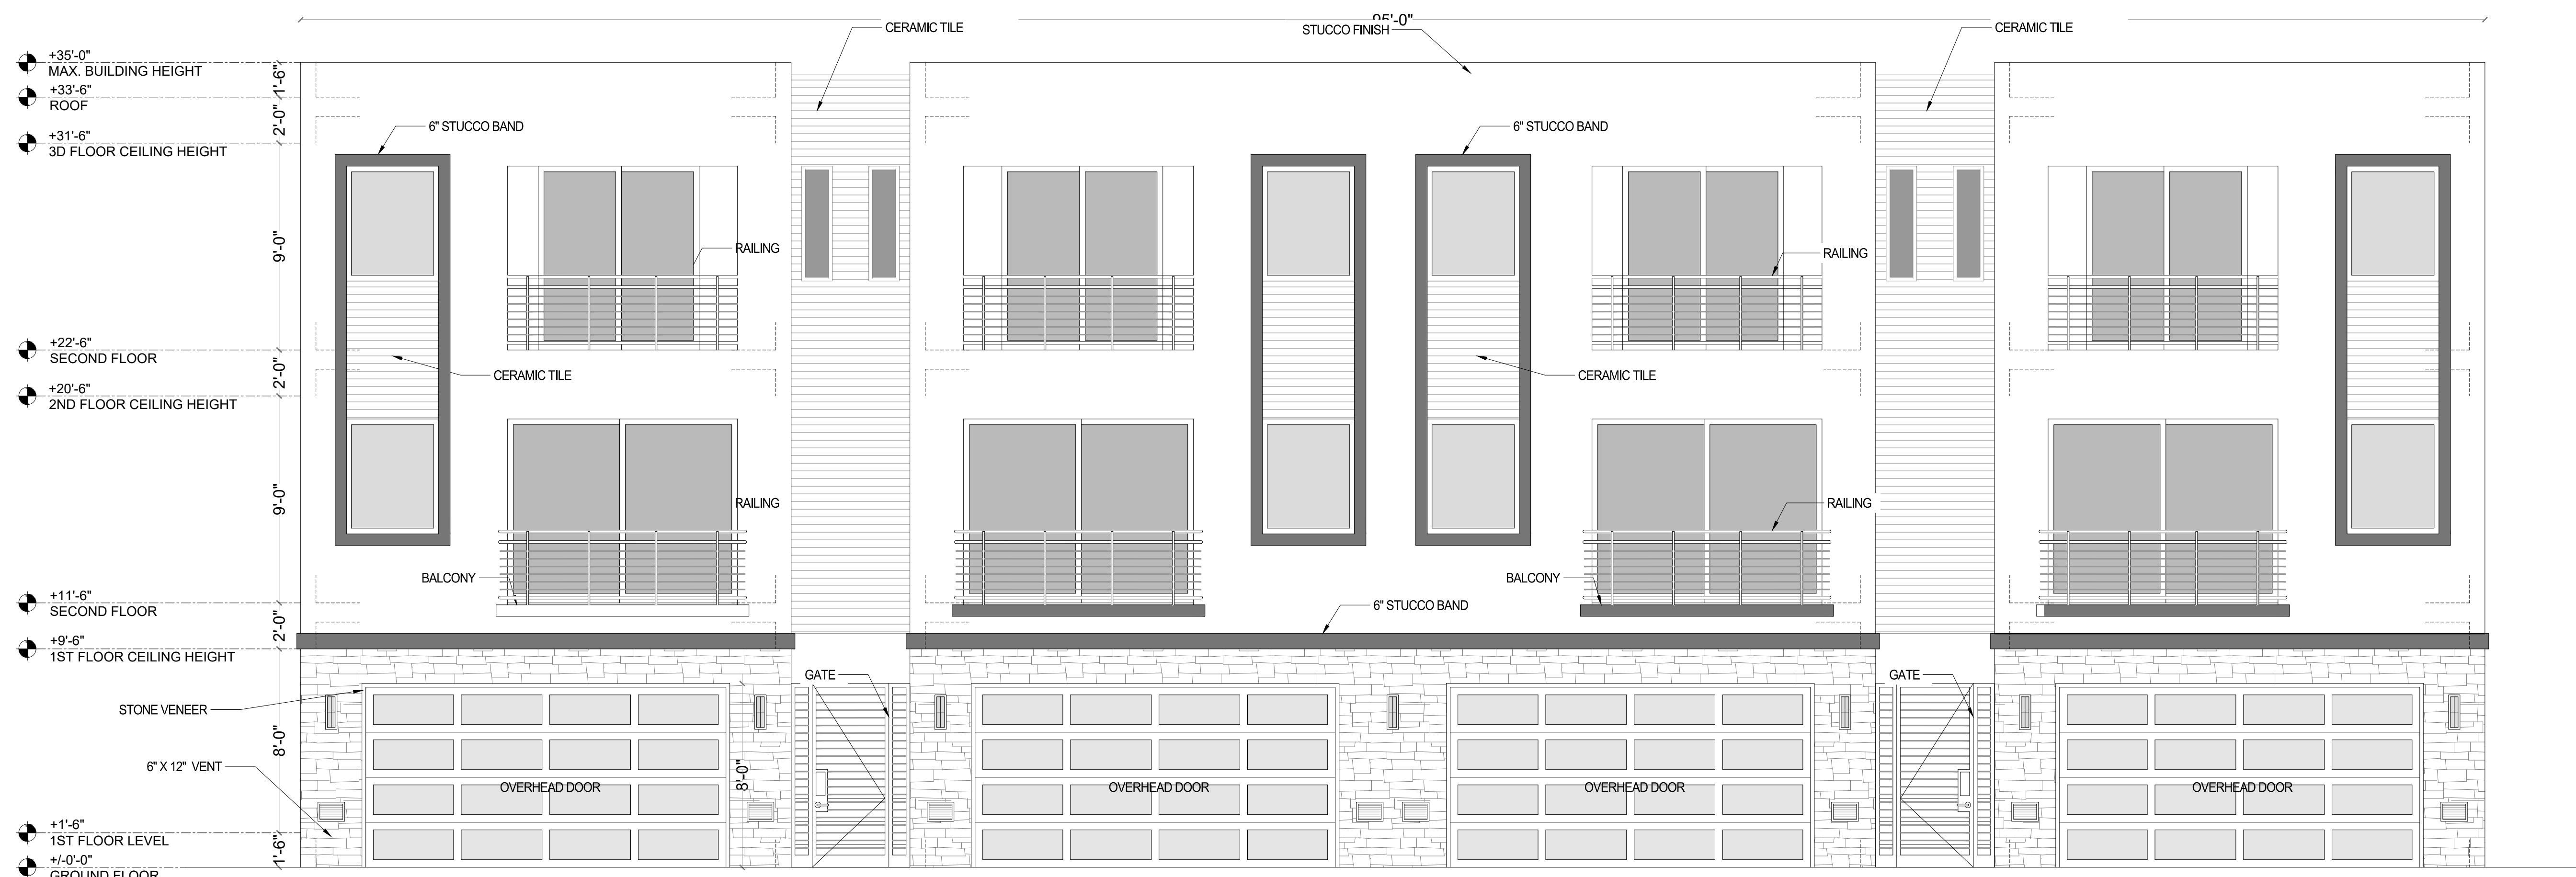 95'-0"
CERAMIC TILE
STUCCO FINISH
CERAMIC TILE
+35'-0"
MAX. BUILDING HEIGHT
1'-6"
+33'-6"
ROOF
2'-0"
+31'-6"
3D FLOOR CEILING HEIGHT
6" STUCCO BAND
6" STUCCO BAND
9'-0"
RAILING
RAILING
+22'-6"
SECOND FLOOR
2'-0"
CERAMIC TILE
CERAMIC TILE
+20'-6"
2ND FLOOR CEILING HEIGHT
9'-0"
RAILING
RAILING
BALCONY
BALCONY
+11'-6"
SECOND FLOOR
6" STUCCO BAND
2'-0"
+9'-6"
1ST FLOOR CEILING HEIGHT
GATE
GATE
STONE VENEER
8'-0"
6" X 12" VENT
8'-0"
OVERHEAD DOOR
OVERHEAD DOOR
OVERHEAD DOOR
OVERHEAD DOOR
+1'-6"
1ST FLOOR LEVEL
1'-6"
+/-0'-0"
GROUND FLOOR